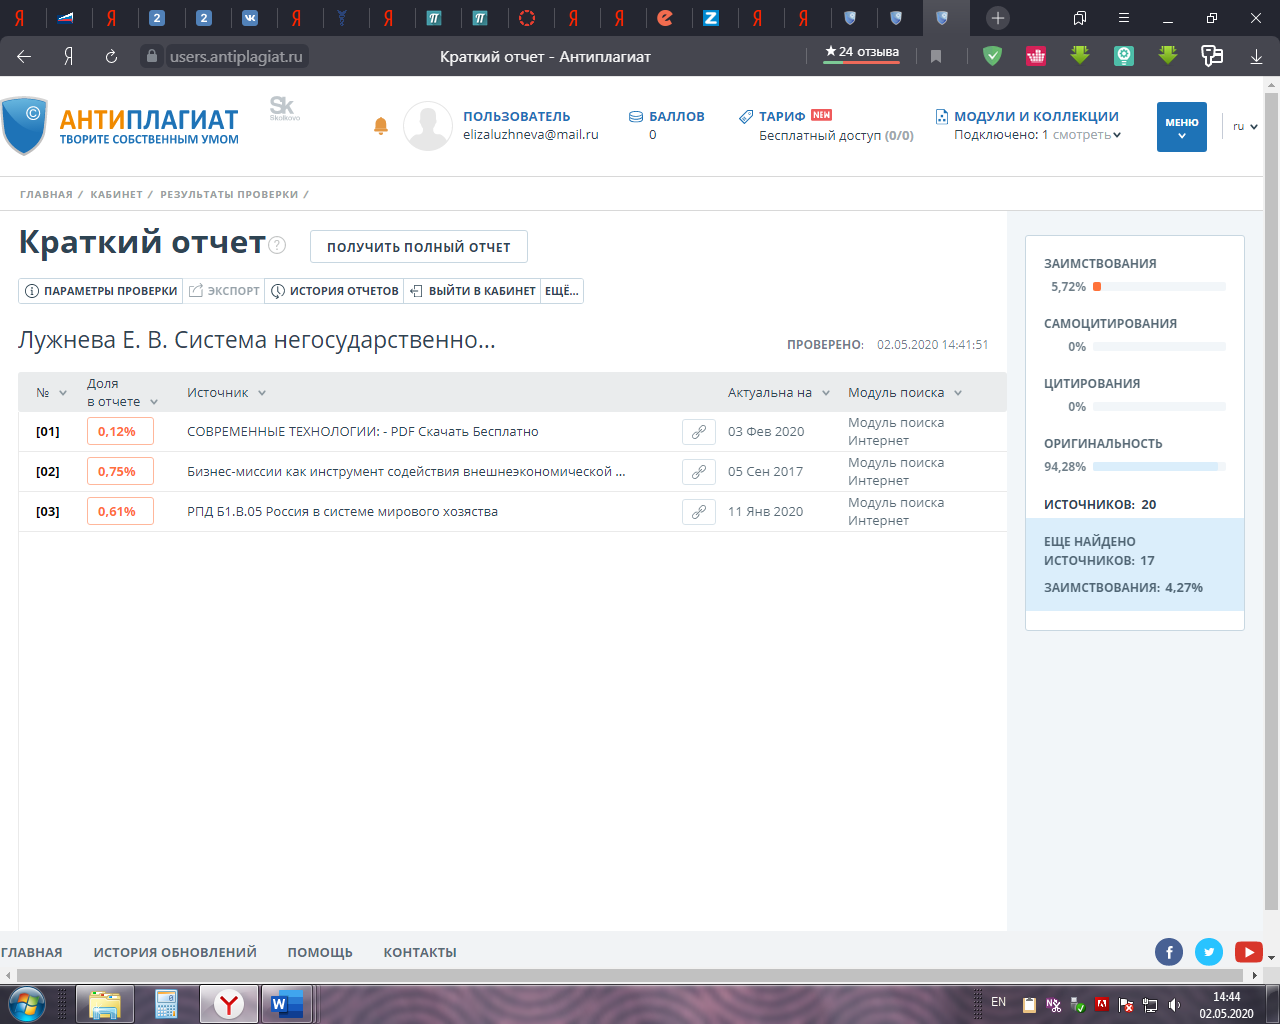 users.antiplagiat.ru
Краткий отчет - Антиплагиат
★24 отзыва
АНТИПЛАГИАТ
ТВОРИТЕ СОБСТВЕННЫМ УМОМ
Sk
Skolkovo
ПОЛЬЗОВАТЕЛЬ
elizaluzhneva@mail.ru
БАЛЛОВ
0
ТАРИФ NEW
Бесплатный доступ (0/0)
МОДУЛИ И КОЛЛЕКЦИИ
Подключено: 1 смотреть
МЕНЮ
ru
ГЛАВНАЯ / КАБИНЕТ / РЕЗУЛЬТАТЫ ПРОВЕРКИ /
Краткий отчет ?
ПОЛУЧИТЬ ПОЛНЫЙ ОТЧЕТ
ПАРАМЕТРЫ ПРОВЕРКИ ЭКСПОРТ ИСТОРИЯ ОТЧЕТОВ ВЫЙТИ В КАБИНЕТ ЕЩЁ...
Лужнева Е. В. Система негосударственно...
ПРОВЕРЕНО: 02.05.2020 14:41:51
№ Доля в отчете Источник Актуальна на Модуль поиска
[01] 0,12% СОВРЕМЕННЫЕ ТЕХНОЛОГИИ: - PDF Скачать Бесплатно 03 Фев 2020 Модуль поиска Интернет
[02] 0,75% Бизнес-миссии как инструмент содействия внешнеэкономической ... 05 Сен 2017 Модуль поиска Интернет
[03] 0,61% РПД Б1.В.05 Россия в системе мирового хозяства 11 Янв 2020 Модуль поиска Интернет
ЗАИМСТВОВАНИЯ
5,72%
САМОЦИТИРОВАНИЯ
0%
ЦИТИРОВАНИЯ
0%
ОРИГИНАЛЬНОСТЬ
94,28%
ИСТОЧНИКОВ: 20
ЕЩЕ НАЙДЕНО
ИСТОЧНИКОВ: 17
ЗАИМСТВОВАНИЯ: 4,27%
ГЛАВНАЯ ИСТОРИЯ ОБНОВЛЕНИЙ ПОМОЩЬ КОНТАКТЫ
EN
14:44
02.05.2020